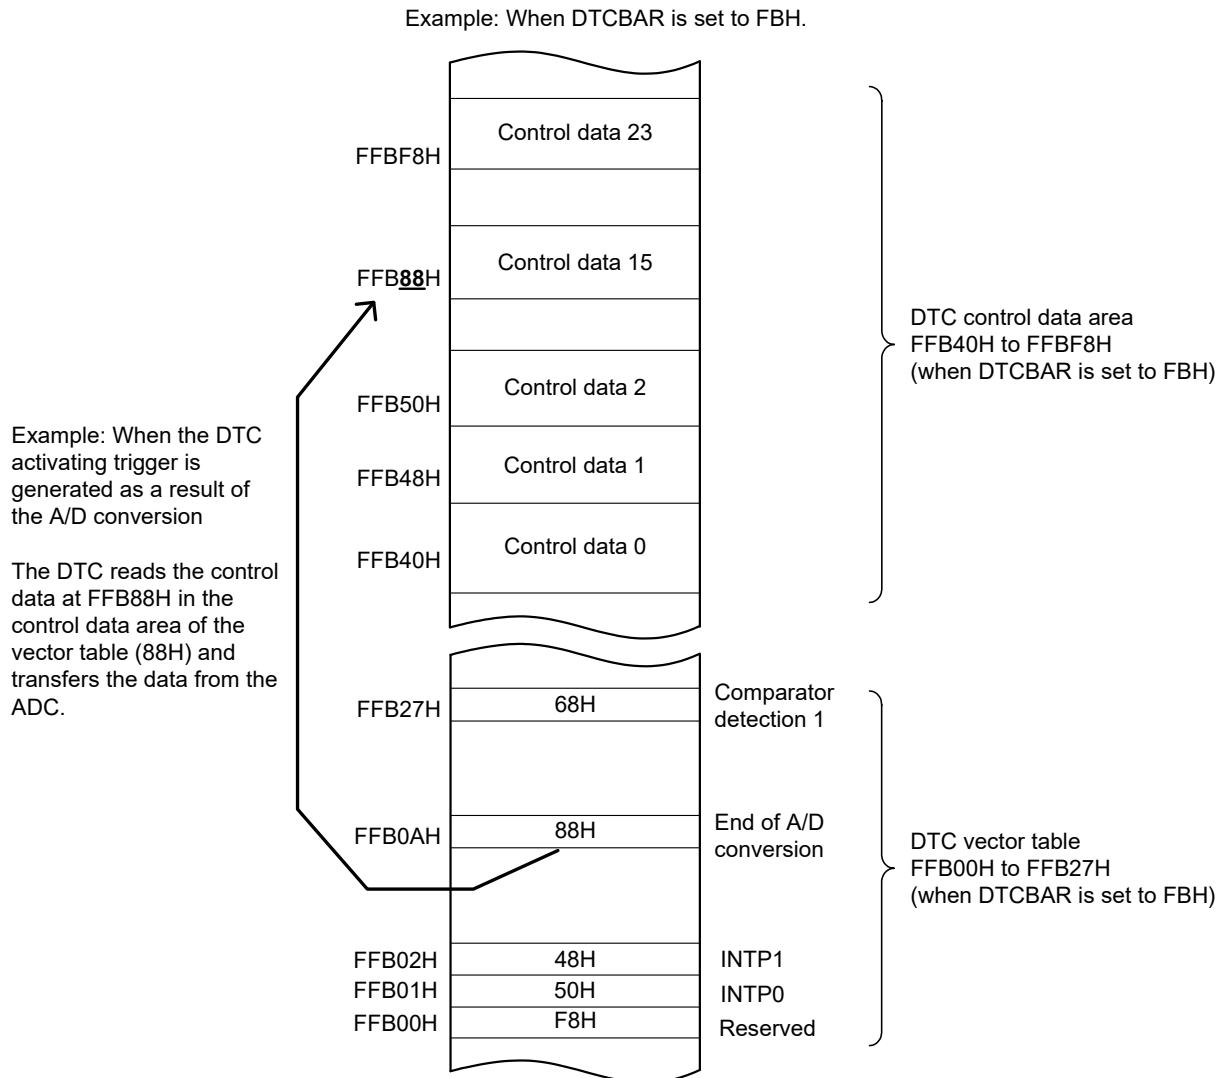 Example: When DTCBAR is set to FBH.
Control data 23
FFBF8H
Control data 15
FFB88H
DTC control data area
FFB40H to FFBF8H
(when DTCBAR is set to FBH)
Control data 2
FFB50H
Example: When the DTC
activating trigger is
generated as a result of
the A/D conversion
Control data 1
FFB48H
Control data 0
FFB40H
The DTC reads the control
data at FFB88H in the
control data area of the
vector table (88H) and
transfers the data from the
ADC.
FFB27H
68H
Comparator
detection 1
FFB0AH
88H
End of A/D
conversion
DTC vector table
FFB00H to FFB27H
(when DTCBAR is set to FBH)
FFB02H
48H
INTP1
FFB01H
50H
INTP0
FFB00H
F8H
Reserved